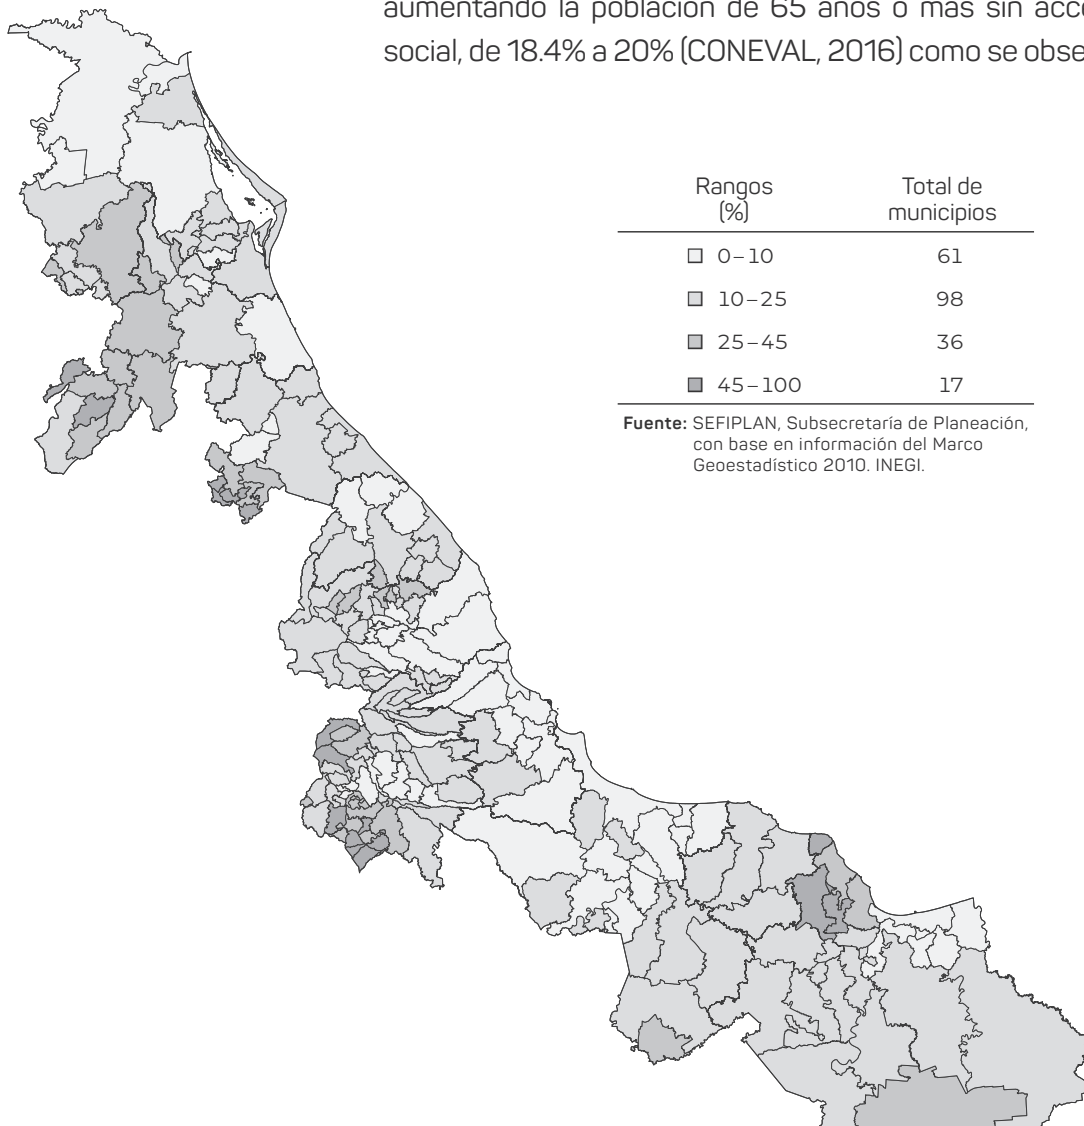 aumentando la población de 65 años o más sin
social, de 18.4% a 20% (CONEVAL, 2016) como se
Rangos (%) Total de municipios
0–10 61
10–25 98
25–45 36
45–100 17
Fuente: SEFIPLAN, Subsecretaría de Planeación,
con base en información del Marco
Geoestadístico 2010. INEGI.